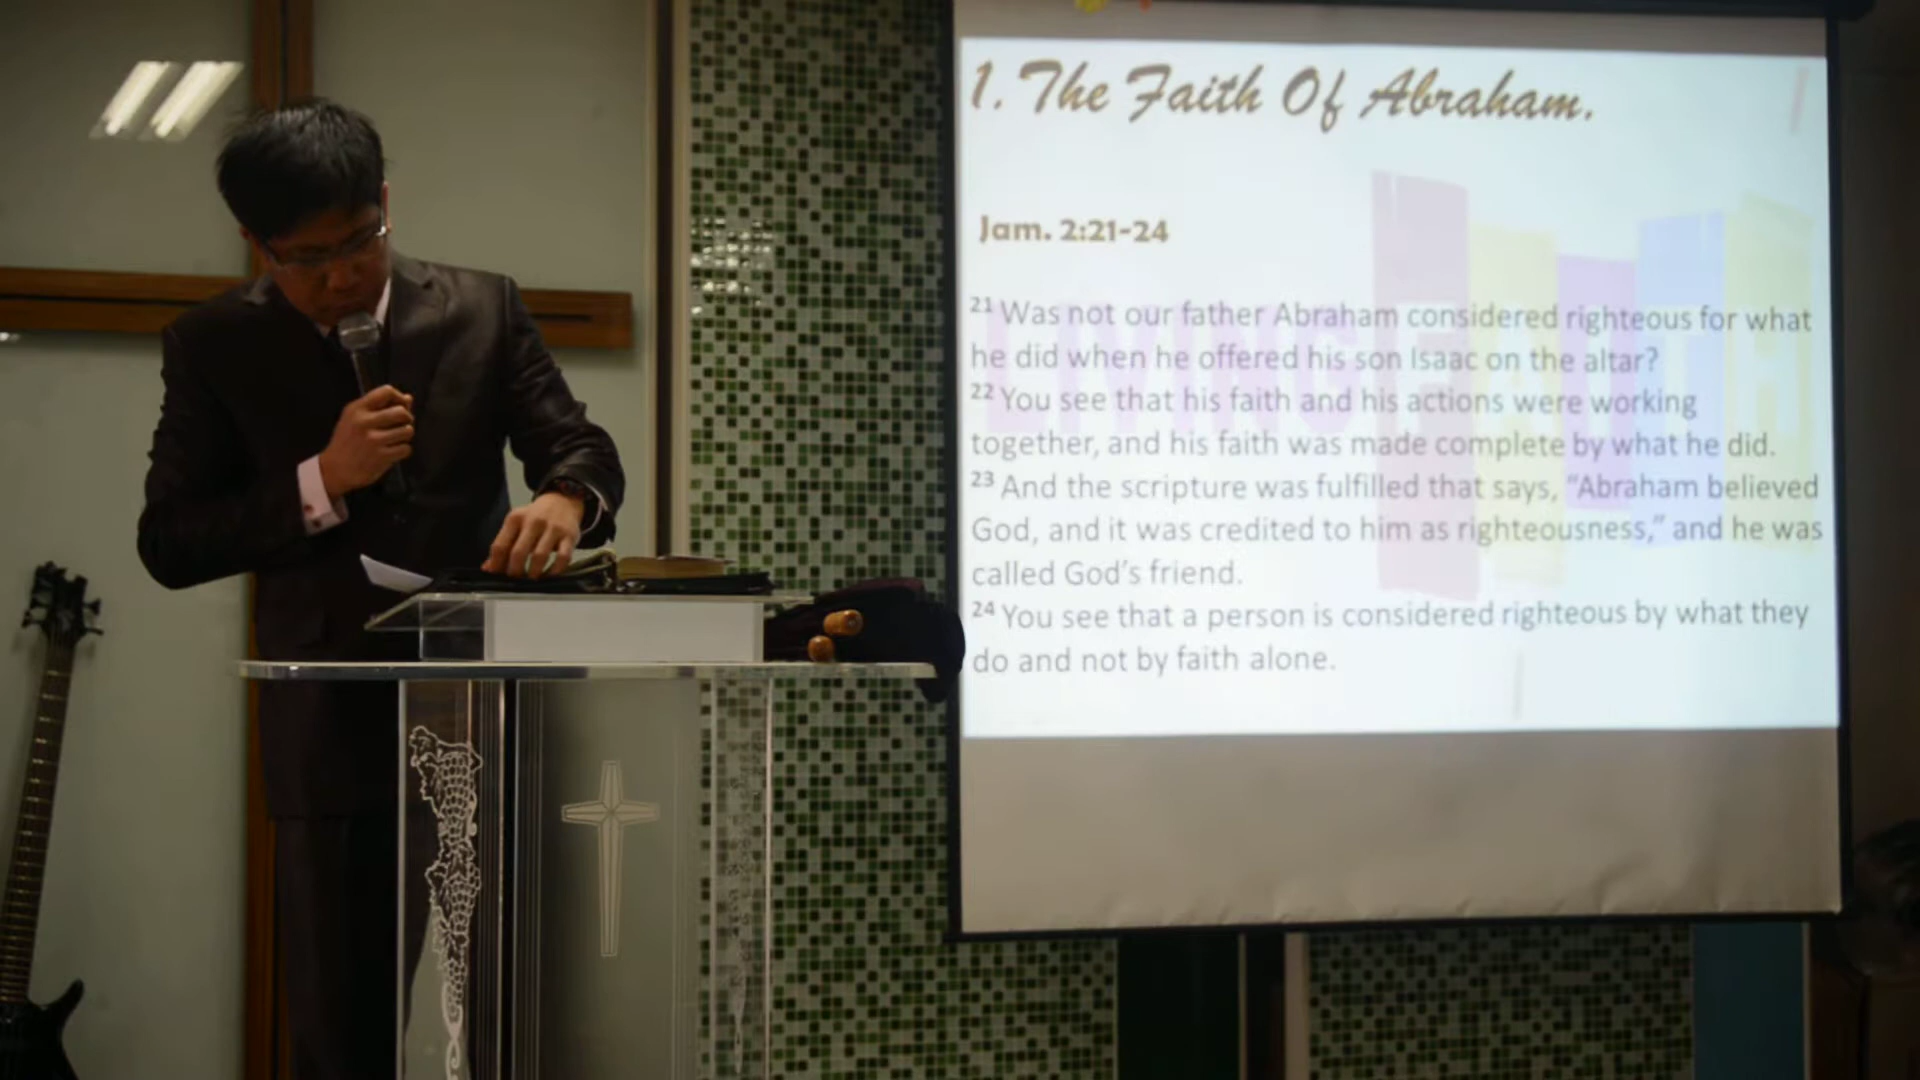 1. The Faith Of Abraham.
Jam. 2:21-24
21 Was not our father Abraham considered righteous for what
he did when he offered his son Isaac on the altar?
22 You see that his faith and his actions were working
together, and his faith was made complete by what he did.
23 And the scripture was fulfilled that says, “Abraham believed
God, and it was credited to him as righteousness,” and he was
called God’s friend.
24 You see that a person is considered righteous by what they
do and not by faith alone.
LIVING FAITH